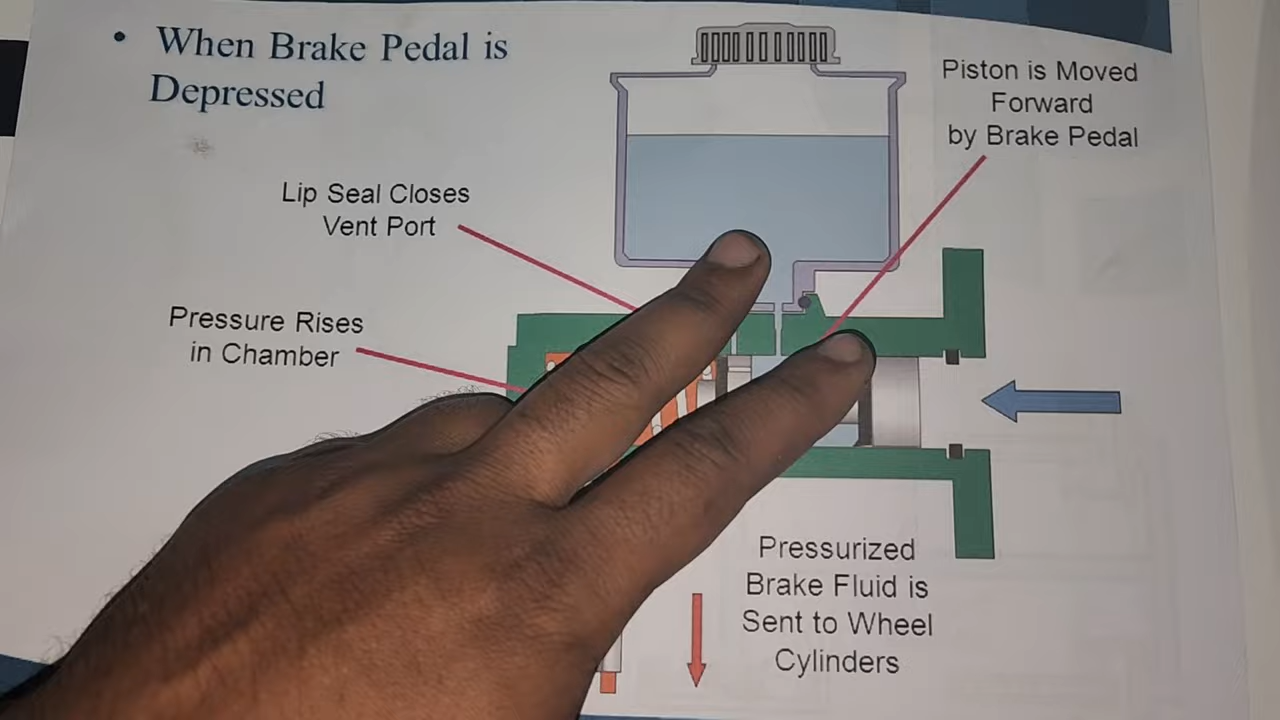 • When Brake Pedal is
Depressed
Piston is Moved
Forward
by Brake Pedal
Lip Seal Closes
Vent Port
Pressure Rises
in Chamber
Pressurized
Brake Fluid is
Sent to Wheel
Cylinders